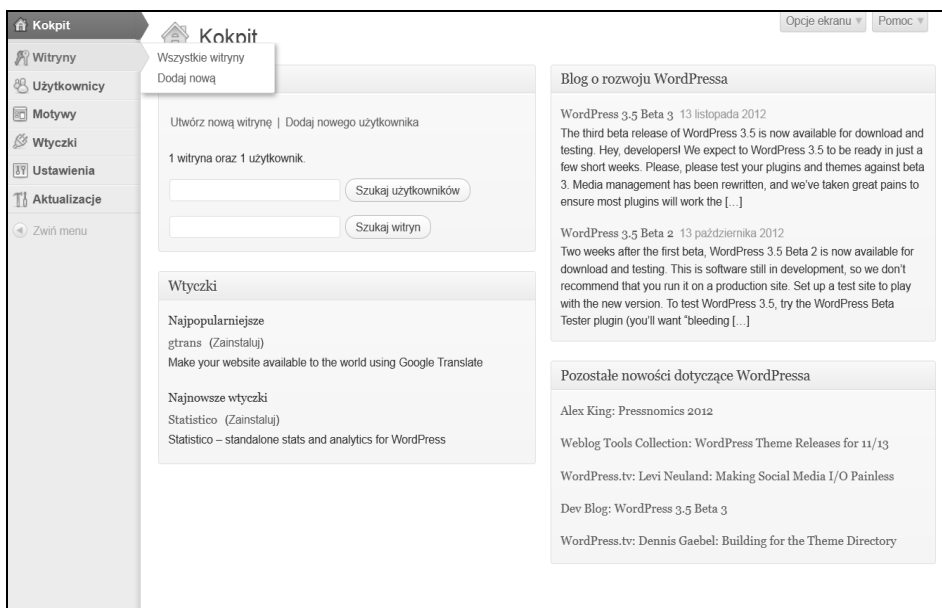 Kokpit
Witryny
Użytkownicy
Motywy
Wtyczki
Ustawienia
Aktualizacje
Zwiń menu
Opcje ekranu
Pomoc
Kokpit
Wszystkie witryny
Dodaj nową
Utwórz nową witrynę | Dodaj nowego użytkownika
1 witryna oraz 1 użytkownik.
Szukaj użytkowników
Szukaj witryn
Wtyczki
Najpopularniejsze
gtrans (Zainstaluj)
Make your website available to the world using Google Translate
Najnowsze wtyczki
Statistico (Zainstaluj)
Statistico – standalone stats and analytics for WordPress
Blog o rozwoju WordPressa
WordPress 3.5 Beta 3 13 listopada 2012
The third beta release of WordPress 3.5 is now available for download and
testing. Hey, developers! We expect to WordPress 3.5 to be ready in just a
few short weeks. Please, please test your plugins and themes against beta
3. Media management has been rewritten, and we’ve taken great pains to
ensure most plugins will work the […]
WordPress 3.5 Beta 2 13 października 2012
Two weeks after the first beta, WordPress 3.5 Beta 2 is now available for
download and testing. This is software still in development, so we don’t
recommend that you run it on a production site. Set up a test site to play
with the new version. To test WordPress 3.5, try the WordPress Beta
Tester plugin (you’ll want “bleeding […]
Pozostałe nowości dotyczące WordPressa
Alex King: Pressnomics 2012
Weblog Tools Collection: WordPress Theme Releases for 11/13
WordPress.tv: Levi Neuland: Making Social Media I/O Painless
Dev Blog: WordPress 3.5 Beta 3
WordPress.tv: Dennis Gaebel: Building for the Theme Directory